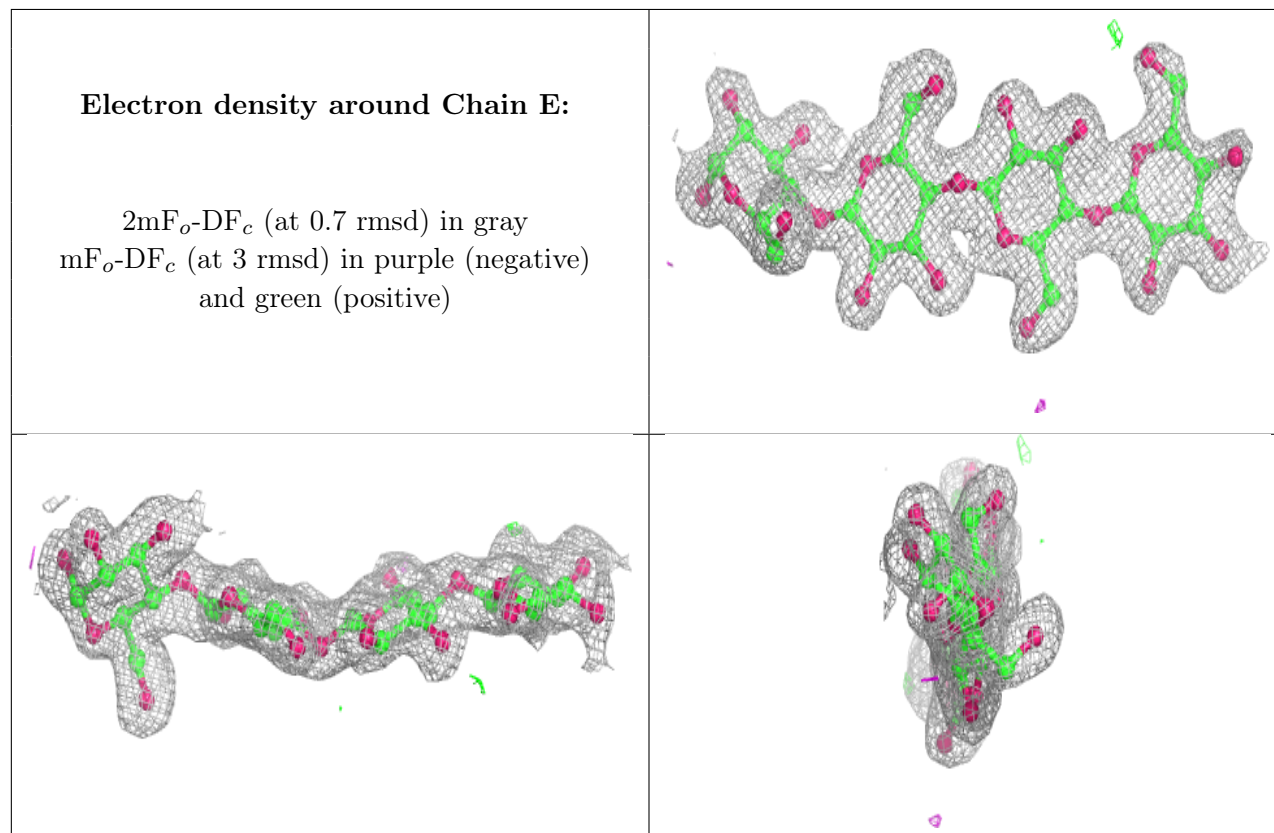 Electron density around Chain E:
2mFo-DFc (at 0.7 rmsd) in gray
mFo-DFc (at 3 rmsd) in purple (negative)
and green (positive)